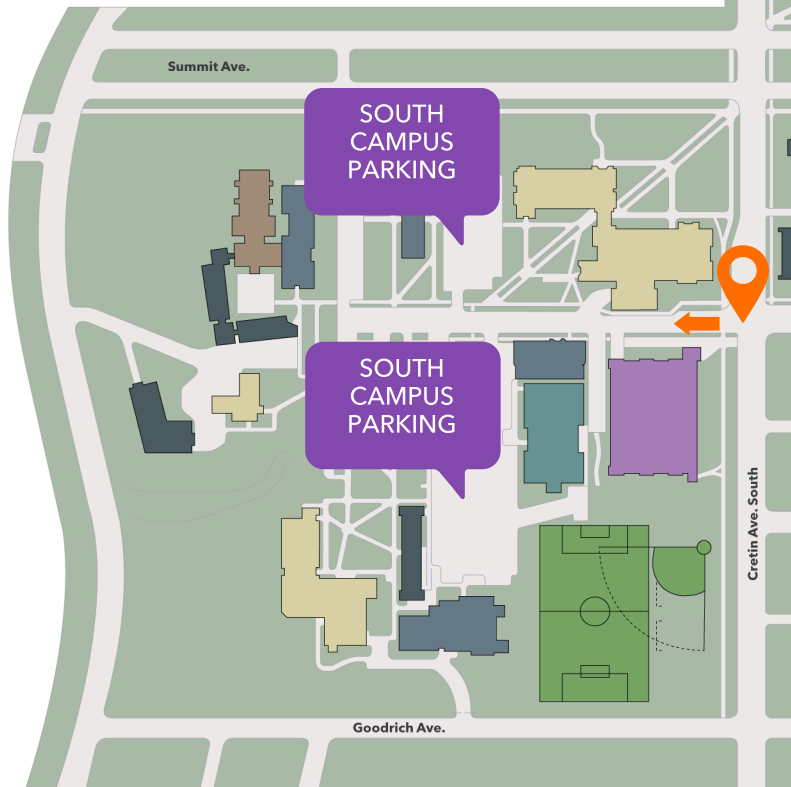 Summit Ave.
SOUTH
CAMPUS
PARKING
SOUTH
CAMPUS
PARKING
Cretin Ave. South
Goodrich Ave.